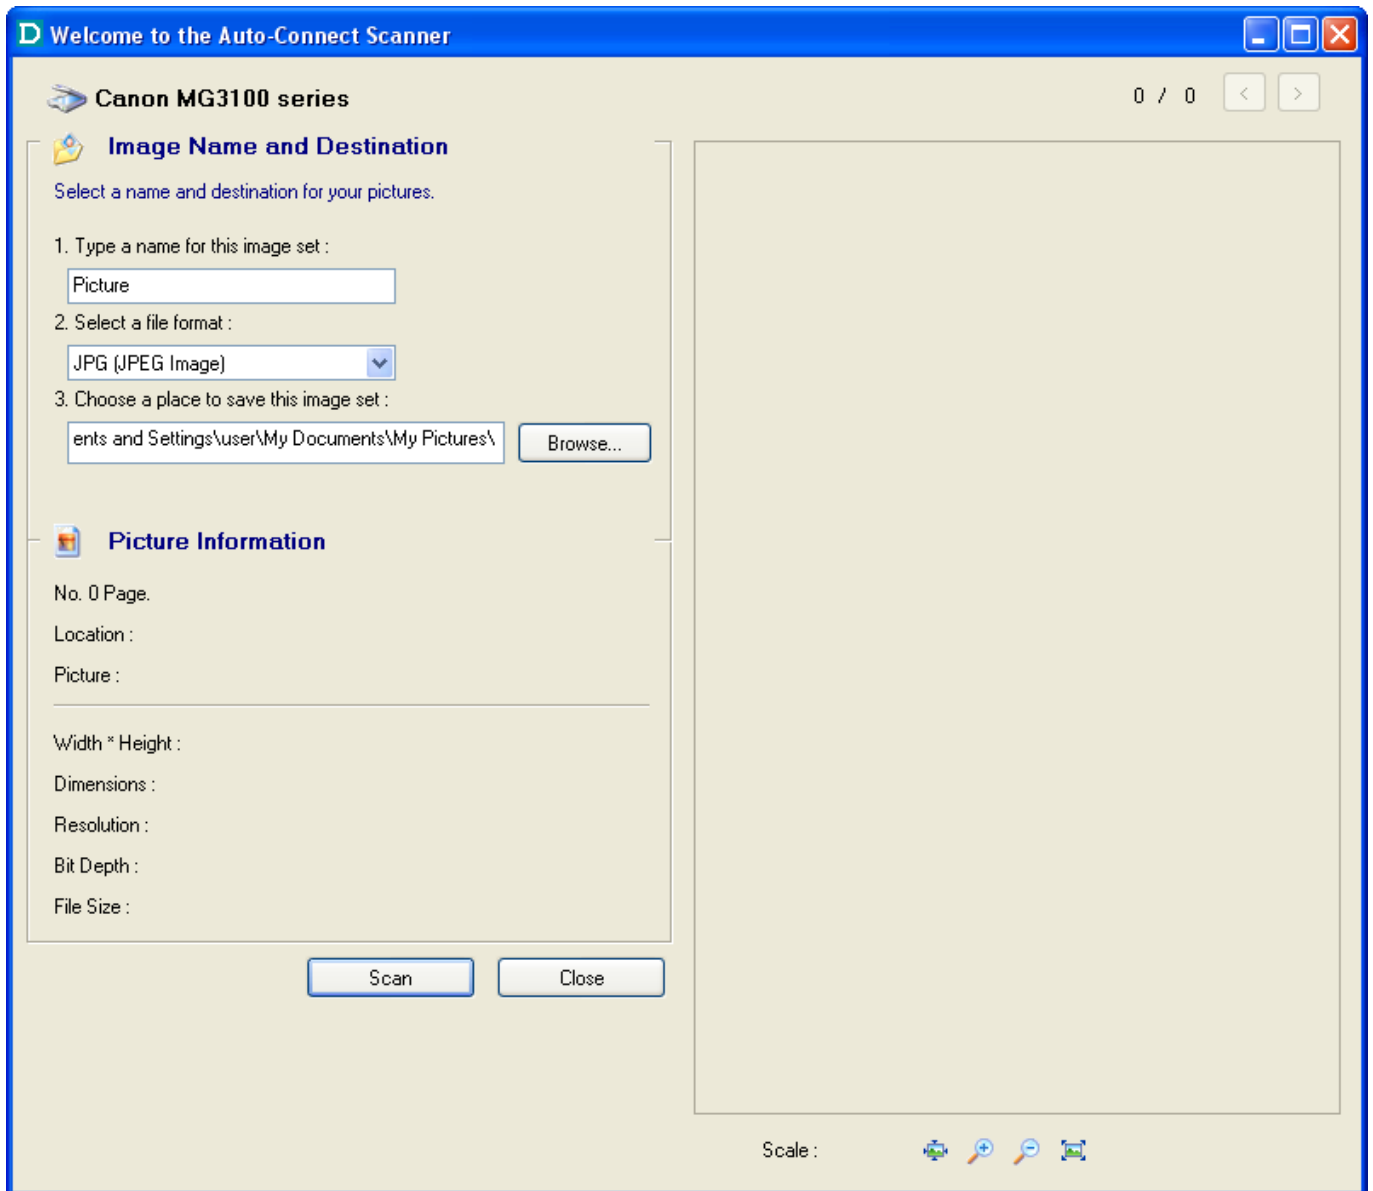 D Welcome to the Auto-Connect Scanner
Canon MG3100 series
0 / 0 < >
Image Name and Destination
Select a name and destination for your pictures.
1. Type a name for this image set :
Picture
2. Select a file format :
JPG (JPEG Image)
3. Choose a place to save this image set :
ents and Settings\user\My Documents\My Pictures\
Browse...
Picture Information
No. 0 Page.
Location :
Picture :
Width * Height :
Dimensions :
Resolution :
Bit Depth :
File Size :
Scan
Close
Scale :